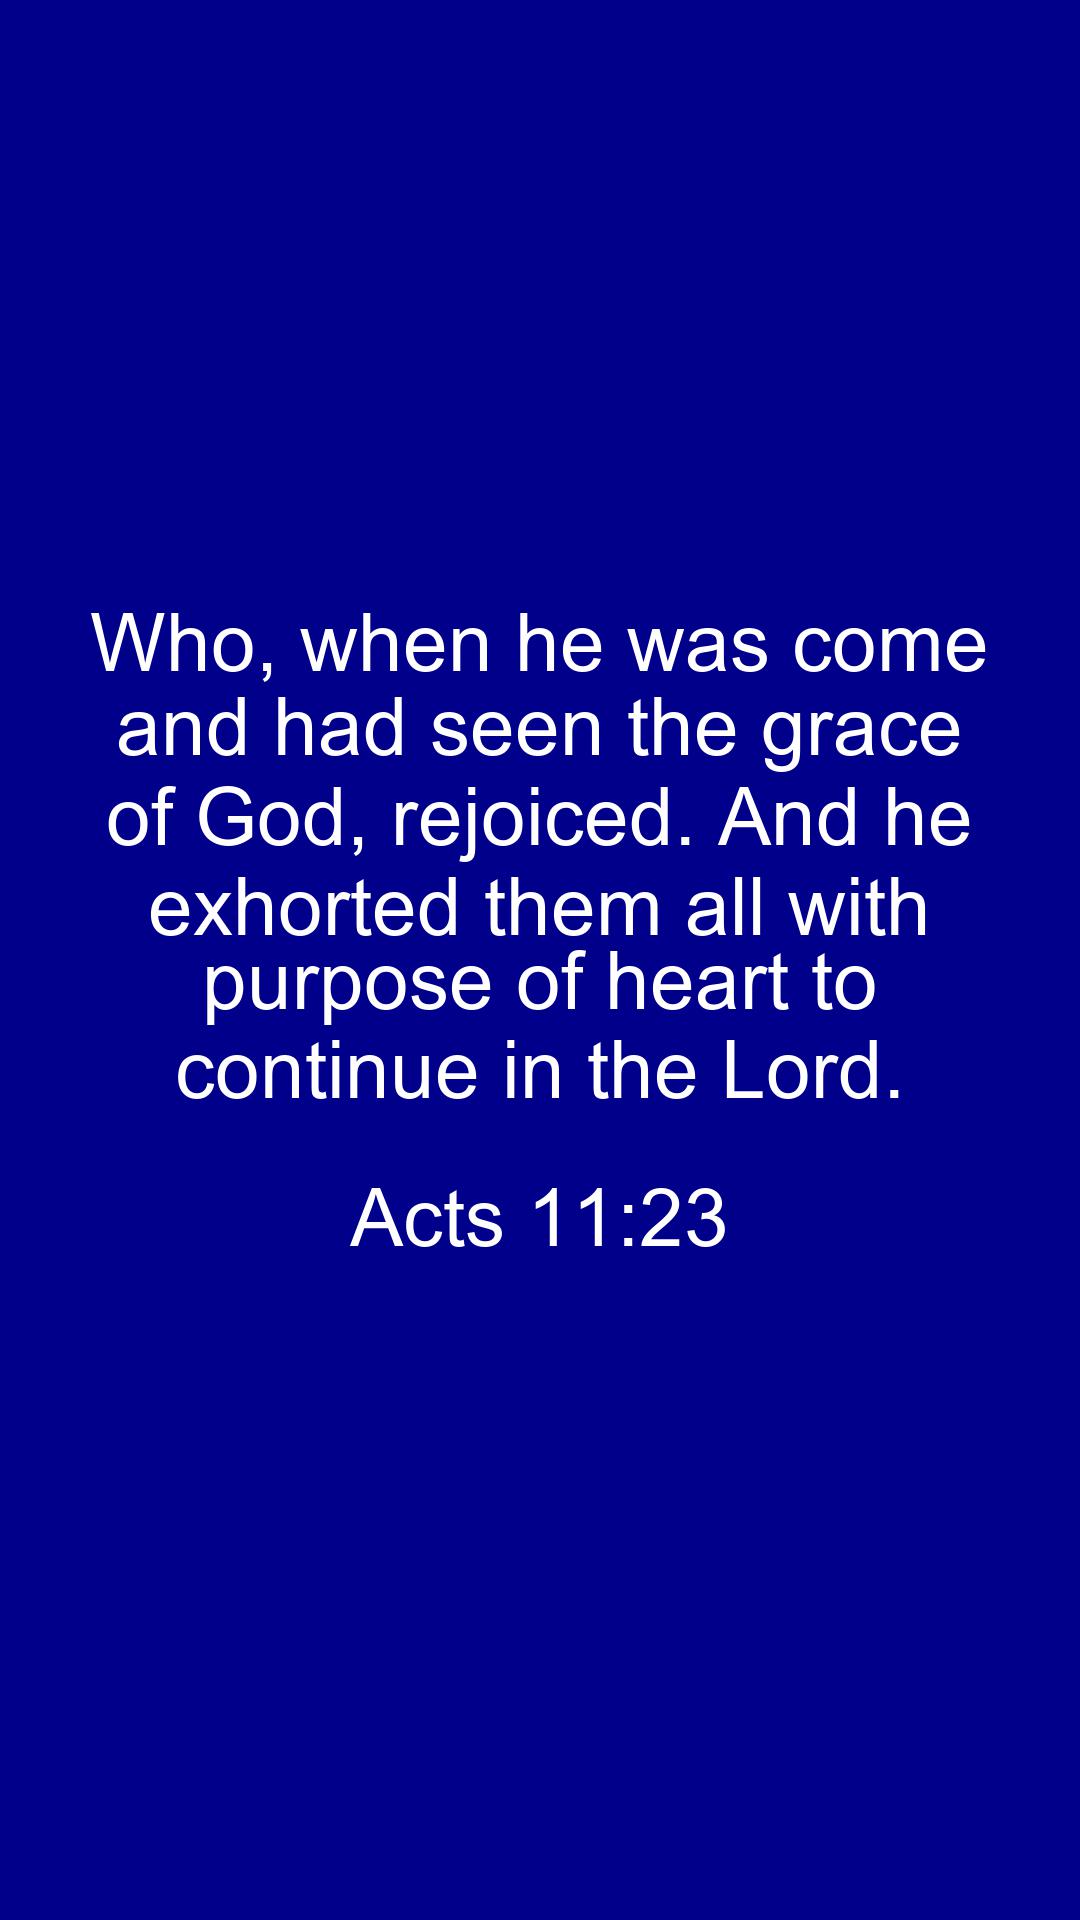 Who, when he was come
and had seen the grace
of God, rejoiced. And he
exhorted them all with
purpose of heart to
continue in the Lord.
Acts 11:23